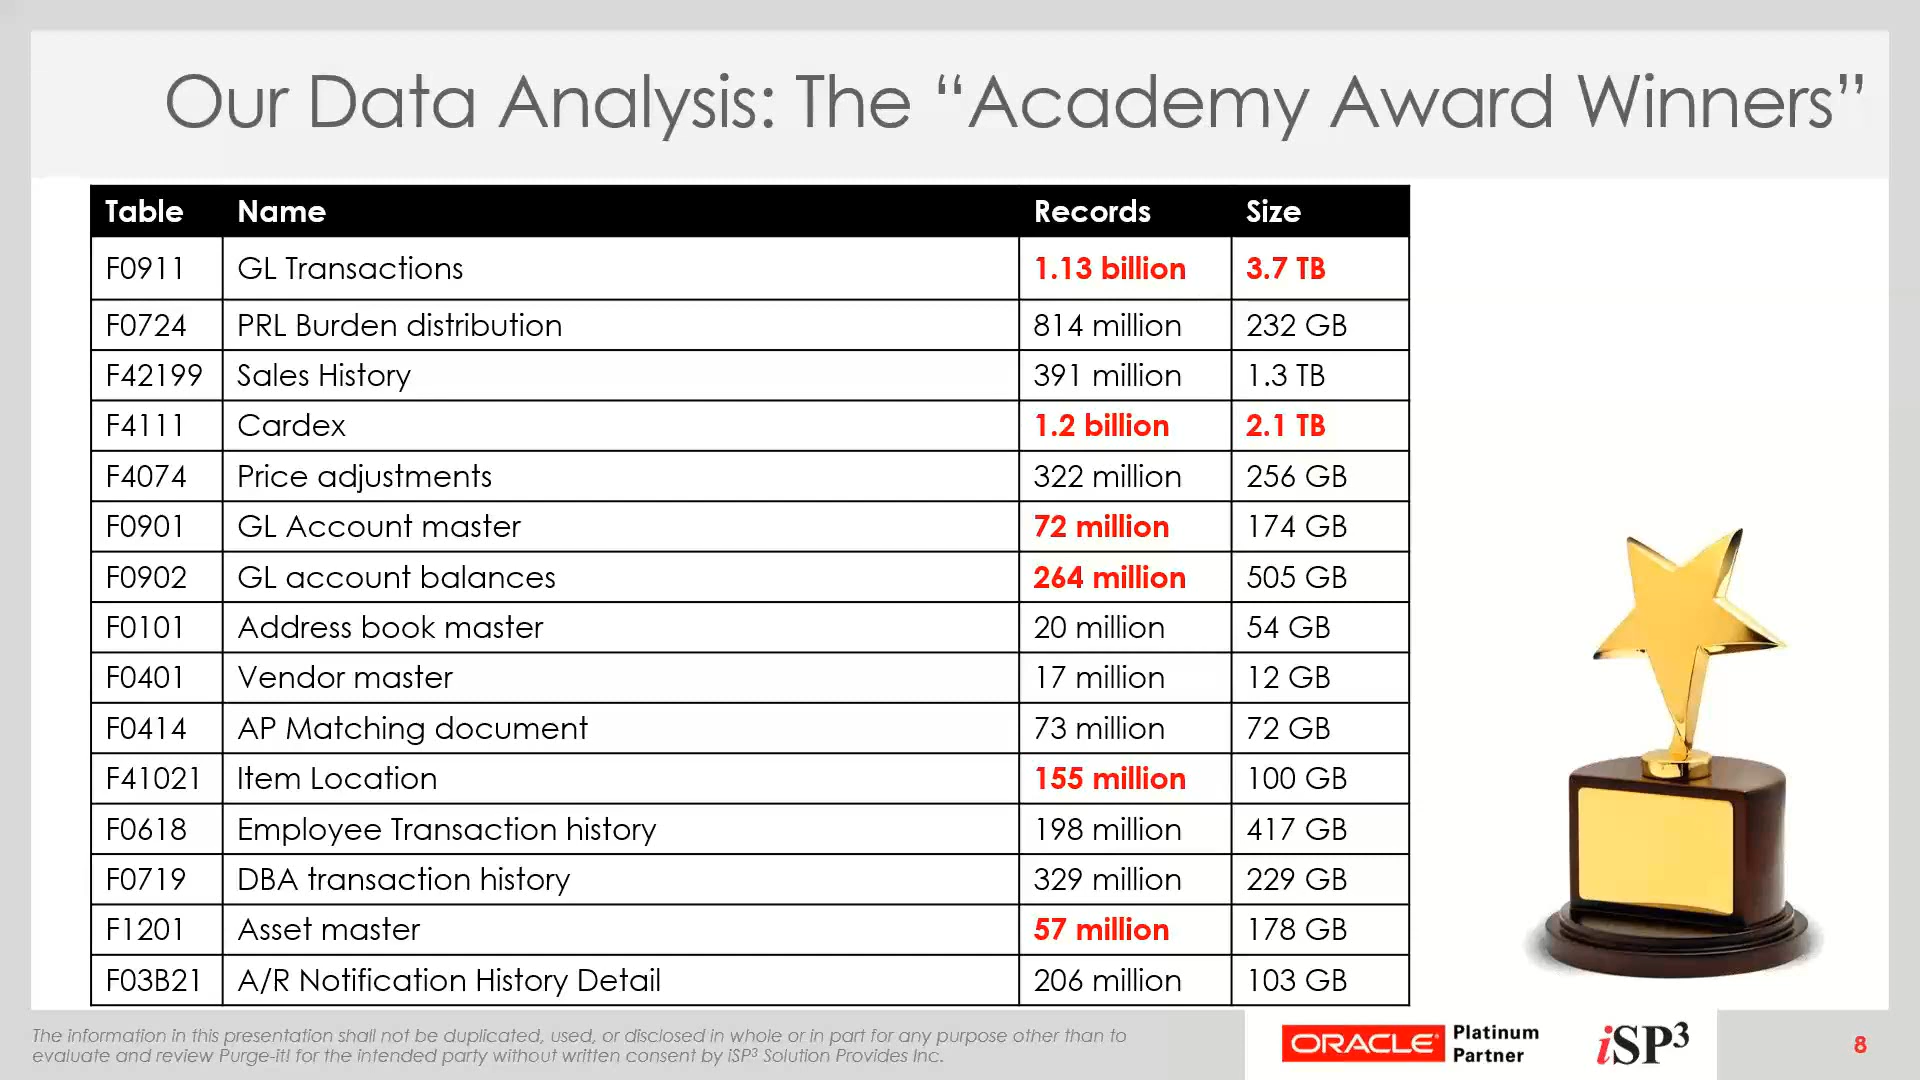 Our Data Analysis: The “Academy Award Winners”
Table Name Records Size
F0911 GL Transactions 1.13 billion 3.7 TB
F0724 PRL Burden distribution 814 million 232 GB
F42199 Sales History 391 million 1.3 TB
F4111 Cardex 1.2 billion 2.1 TB
F4074 Price adjustments 322 million 256 GB
F0901 GL Account master 72 million 174 GB
F0902 GL account balances 264 million 505 GB
F0101 Address book master 20 million 54 GB
F0401 Vendor master 17 million 12 GB
F0414 AP Matching document 73 million 72 GB
F41021 Item Location 155 million 100 GB
F0618 Employee Transaction history 198 million 417 GB
F0719 DBA transaction history 329 million 229 GB
F1201 Asset master 57 million 178 GB
F03B21 A/R Notification History Detail 206 million 103 GB
The information in this presentation shall not be duplicated, used, or disclosed in whole or in part for any purpose other than to
evaluate and review Purge-it! for the intended party without written consent by iSP³ Solution Provides Inc.
ORACLE Platinum
Partner
iSP³
8